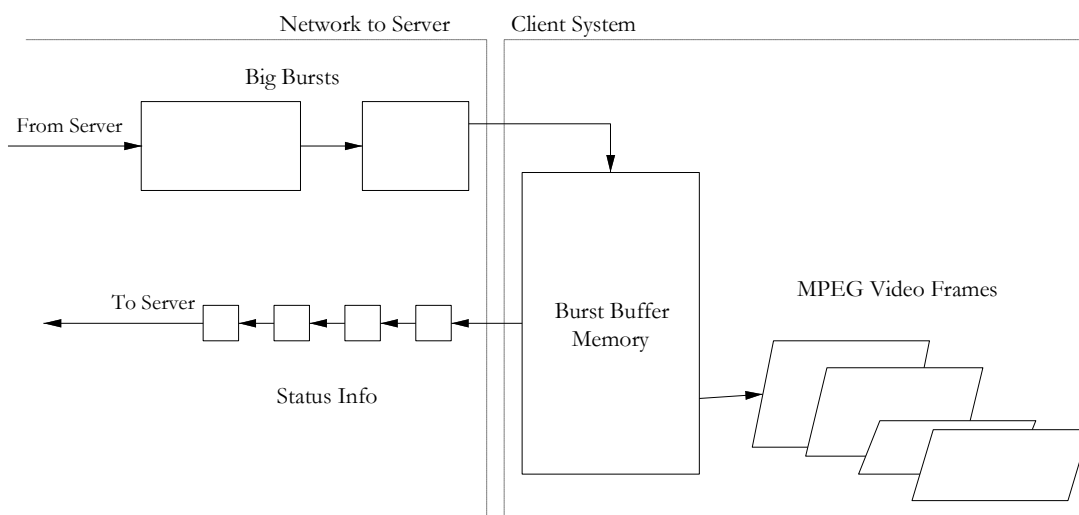 Network to Server
Client System
Big Bursts
From Server
To Server
Burst Buffer
Memory
MPEG Video Frames
Status Info